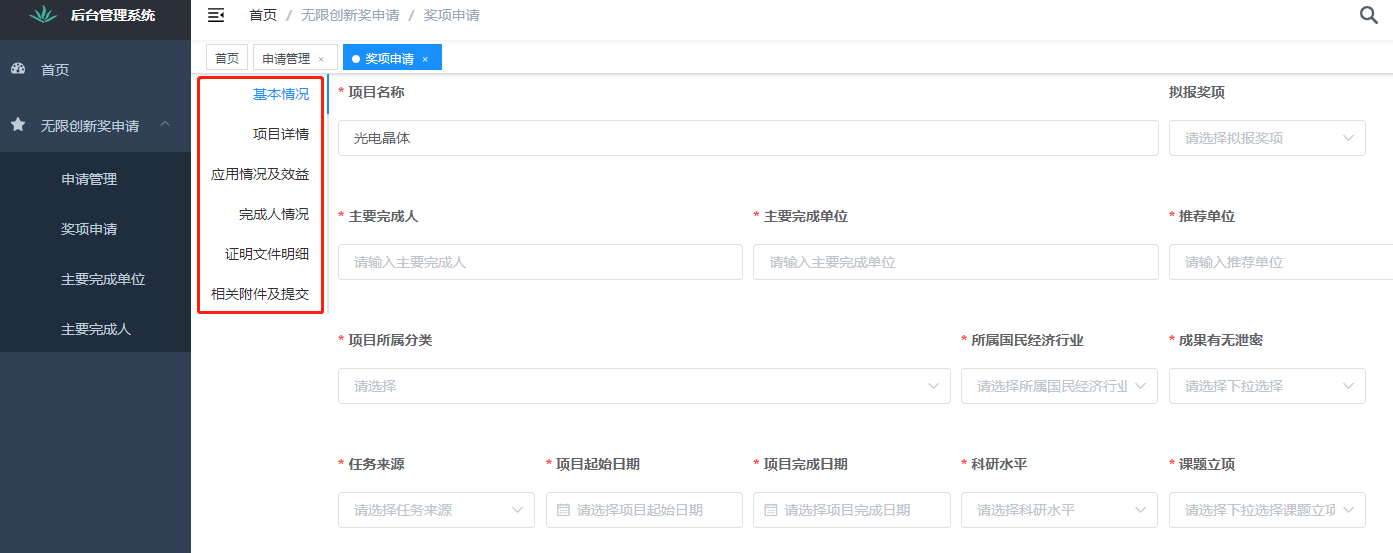 后台管理系统
首页 / 无限创新奖申请 / 奖项申请
首页
申请管理 ×
奖项申请 ×
首页
无限创新奖申请
申请管理
奖项申请
主要完成单位
主要完成人
基本情况
项目详情
应用情况及效益
完成人情况
证明文件明细
相关附件及提交
* 项目名称
拟报奖项
光电晶体
请选择拟报奖项
* 主要完成人
* 主要完成单位
* 推荐单位
请输入主要完成人
请输入主要完成单位
请输入推荐单位
* 项目所属分类
* 所属国民经济行业
* 成果有无泄密
请选择
请选择所属国民经济行业
请选择下拉选择
* 任务来源
* 项目起始日期
* 项目完成日期
* 科研水平
* 课题立项
请选择任务来源
请选择项目起始日期
请选择项目完成日期
请选择科研水平
请选择下拉选择课题立项